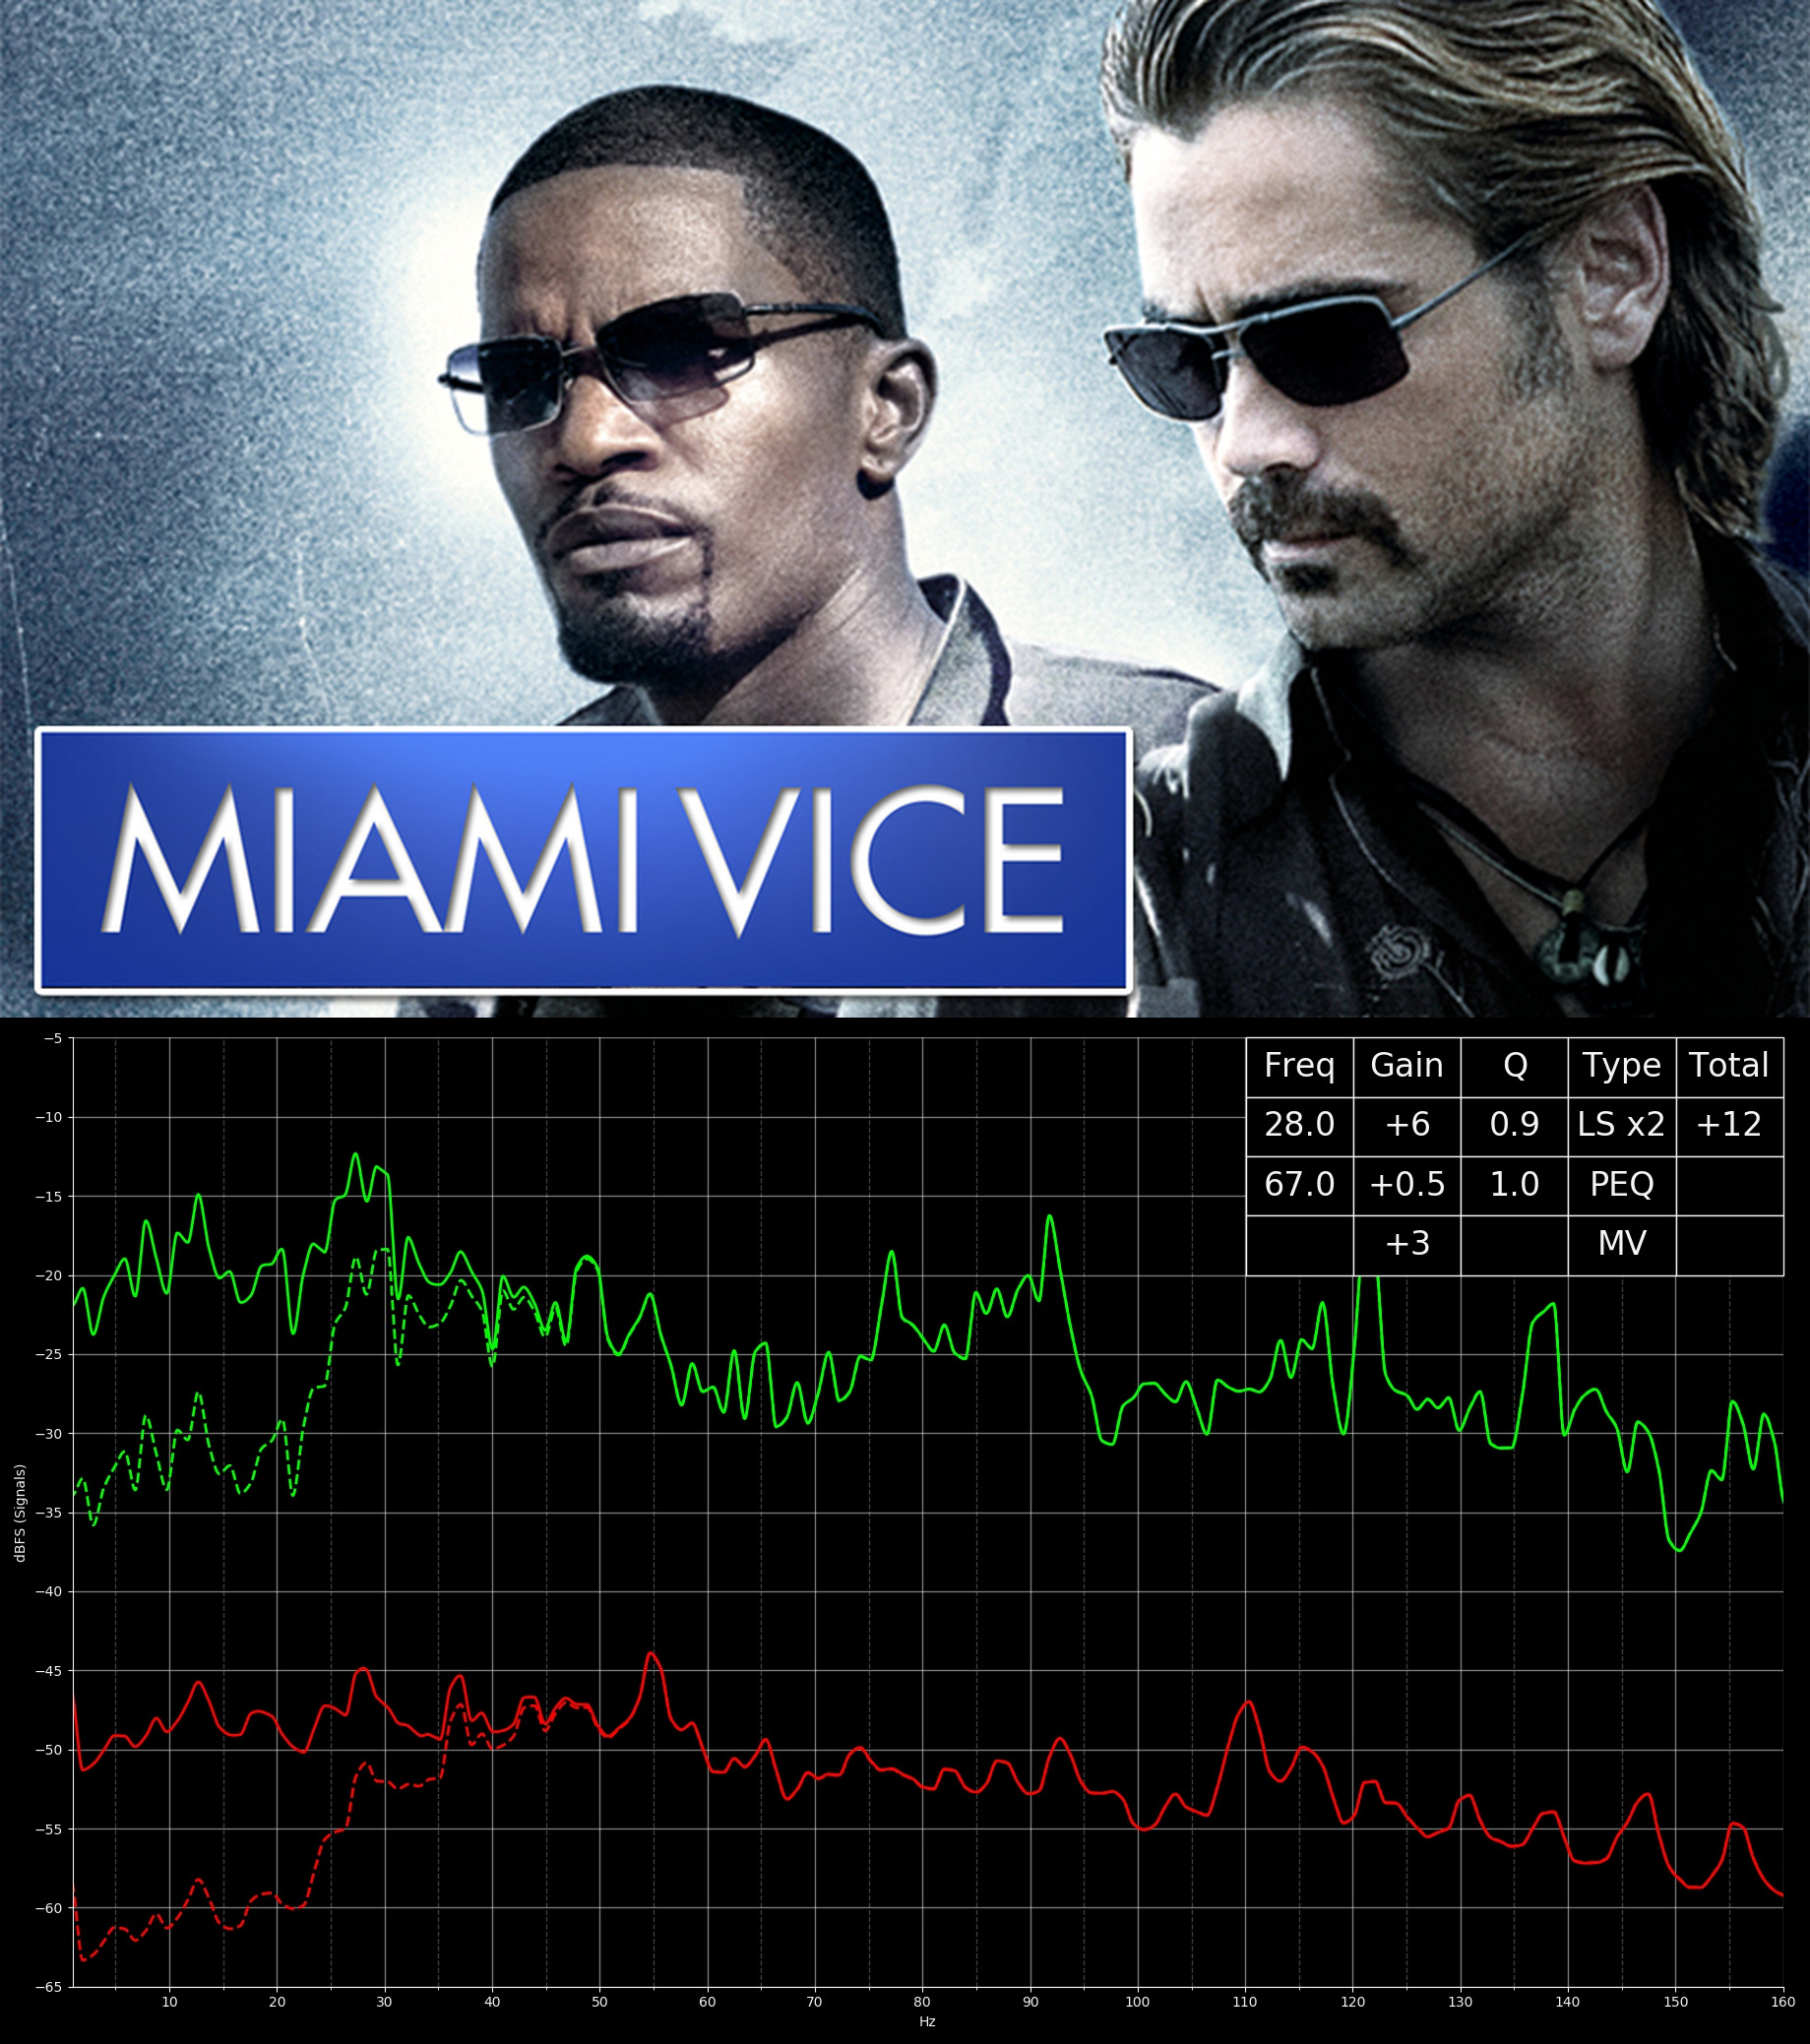 MIAMI VICE
Freq Gain Q Type Total
28.0 +6 0.9 LS x2 +12
67.0 +0.5 1.0 PEQ
+3 MV
−5
−10
−15
−20
−25
−30
−35
−40
−45
−50
−55
−60
−65
dBFS (Signals)
10 20 30 40 50 60 70 80 90 100 110 120 130 140 150 160
Hz